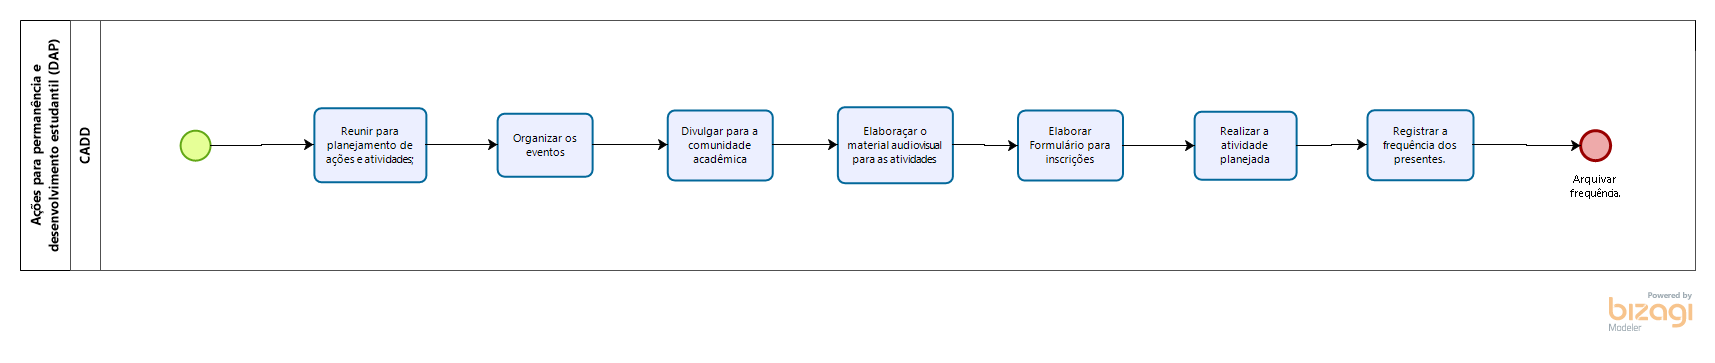 Ações para permanência e
desenvolvimento estudantil (DAP)
CADD
Reunir para
planejamento de
ações e atividades;
Organizar os
eventos
Divulgar para a
comunidade
acadêmica
Elaboraçar o
material audiovisual
para as atividades
Elaborar
Formulário para
inscrições
Realizar a
atividade
planejada
Registrar a
frequência dos
presentes.
Arquivar
frequência.
Powered by
bizagi
Modeler